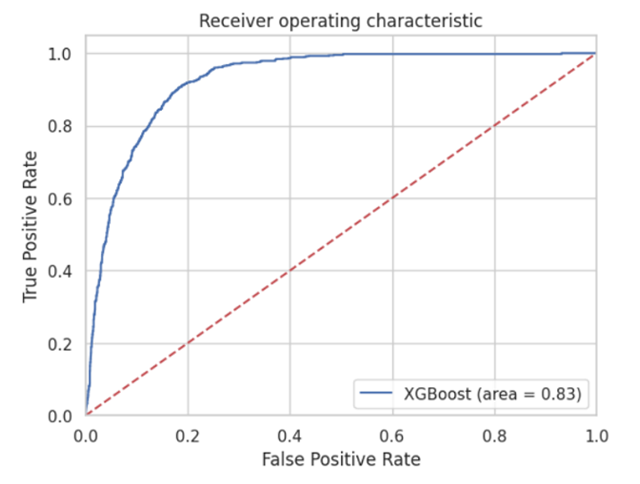 Receiver operating characteristic
True Positive Rate
1.0
0.8
0.6
0.4
0.2
0.0
XGBoost (area = 0.83)
0.0 0.2 0.4 0.6 0.8 1.0
False Positive Rate